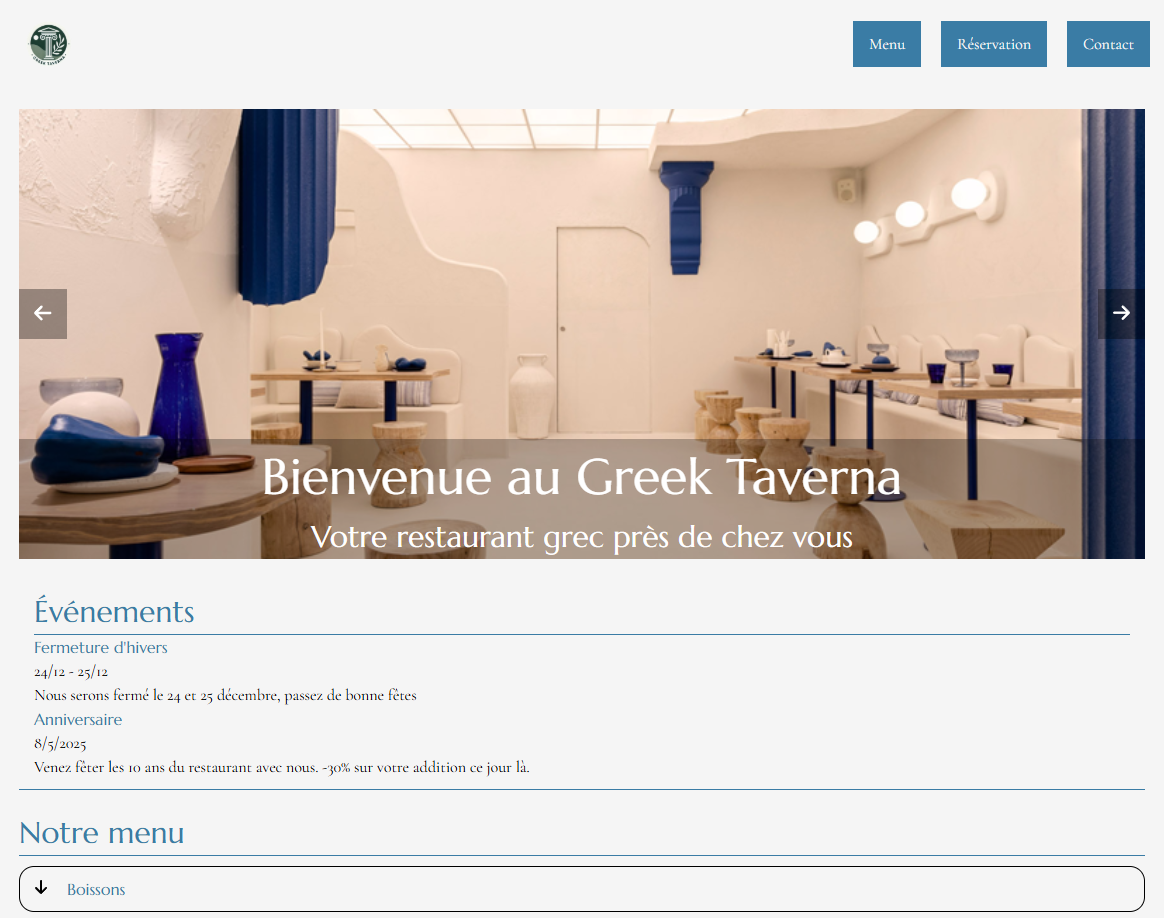 GREEK TAVERNA
Menu
Réservation
Contact
Bienvenue au Greek Taverna
Votre restaurant grec près de chez vous
Événements
Fermeture d'hivers
24/12 - 25/12
Nous serons fermé le 24 et 25 décembre, passez de bonne fêtes
Anniversaire
8/5/2025
Venez fêter les 10 ans du restaurant avec nous. -30% sur votre addition ce jour là.
Notre menu
Boissons